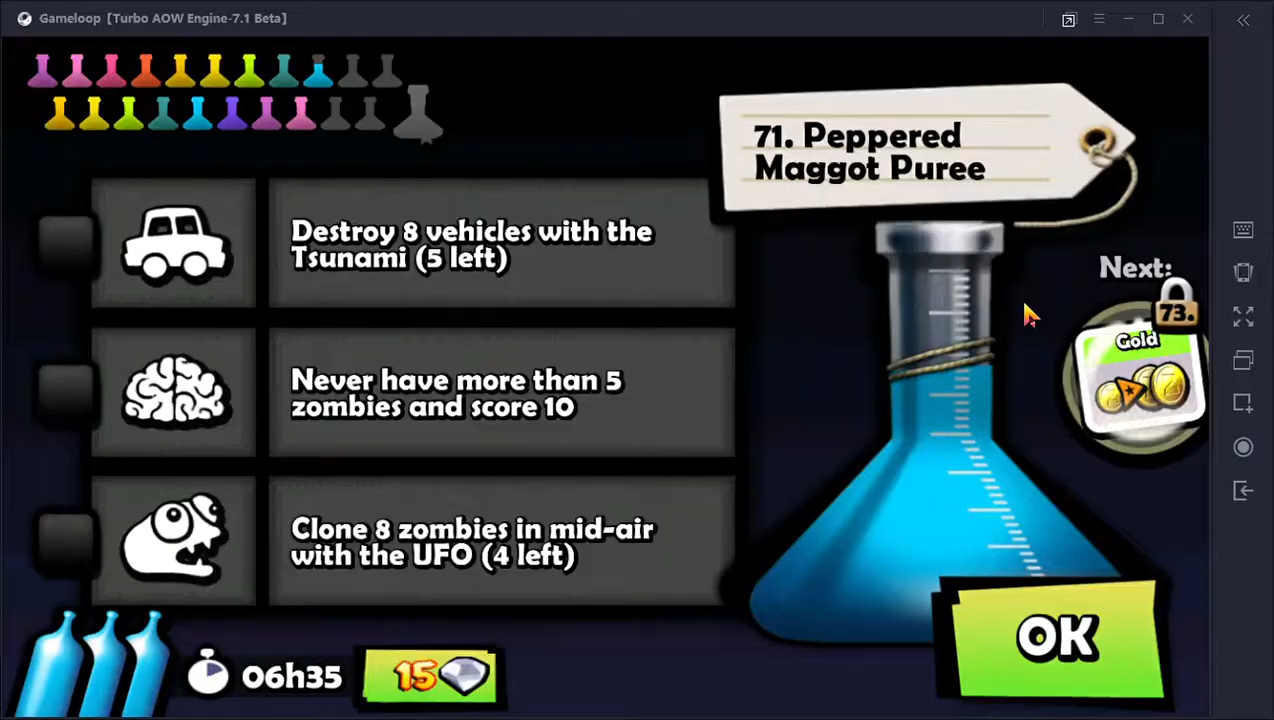 Gameloop [Turbo AOW Engine-7.1 Beta]
71. Peppered
Maggot Puree
Destroy 8 vehicles with the
Tsunami (5 left)
Next:
73.
Gold
Never have more than 5
zombies and score 10
Clone 8 zombies in mid-air
with the UFO (4 left)
06h35
15
OK